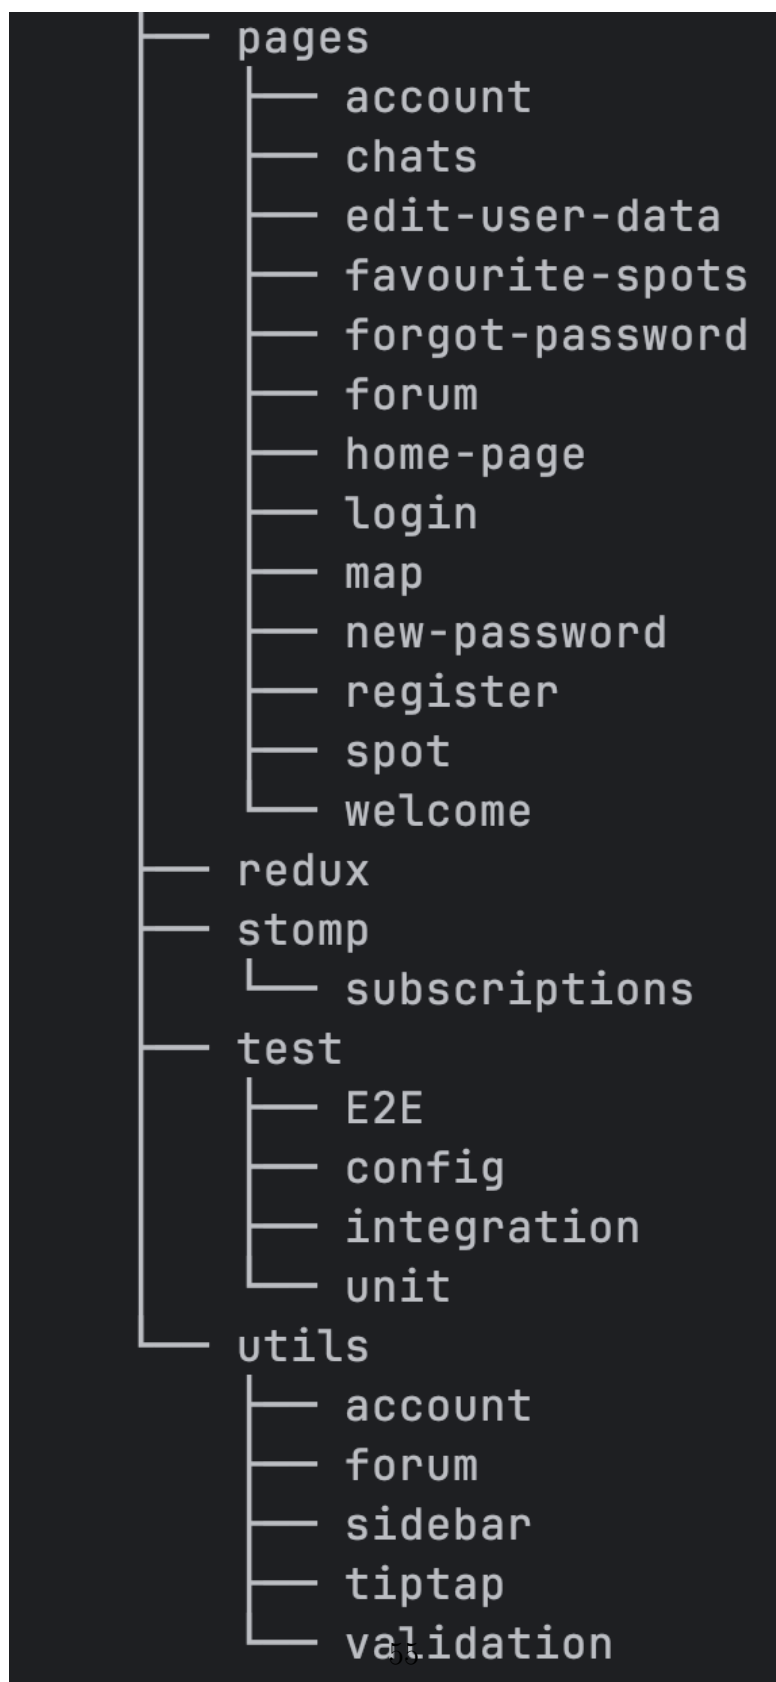 pages
account
chats
edit-user-data
favourite-spots
forgot-password
forum
home-page
login
map
new-password
register
spot
welcome
redux
stomp
subscriptions
test
E2E
config
integration
unit
utils
account
forum
sidebar
tiptap
validation
55